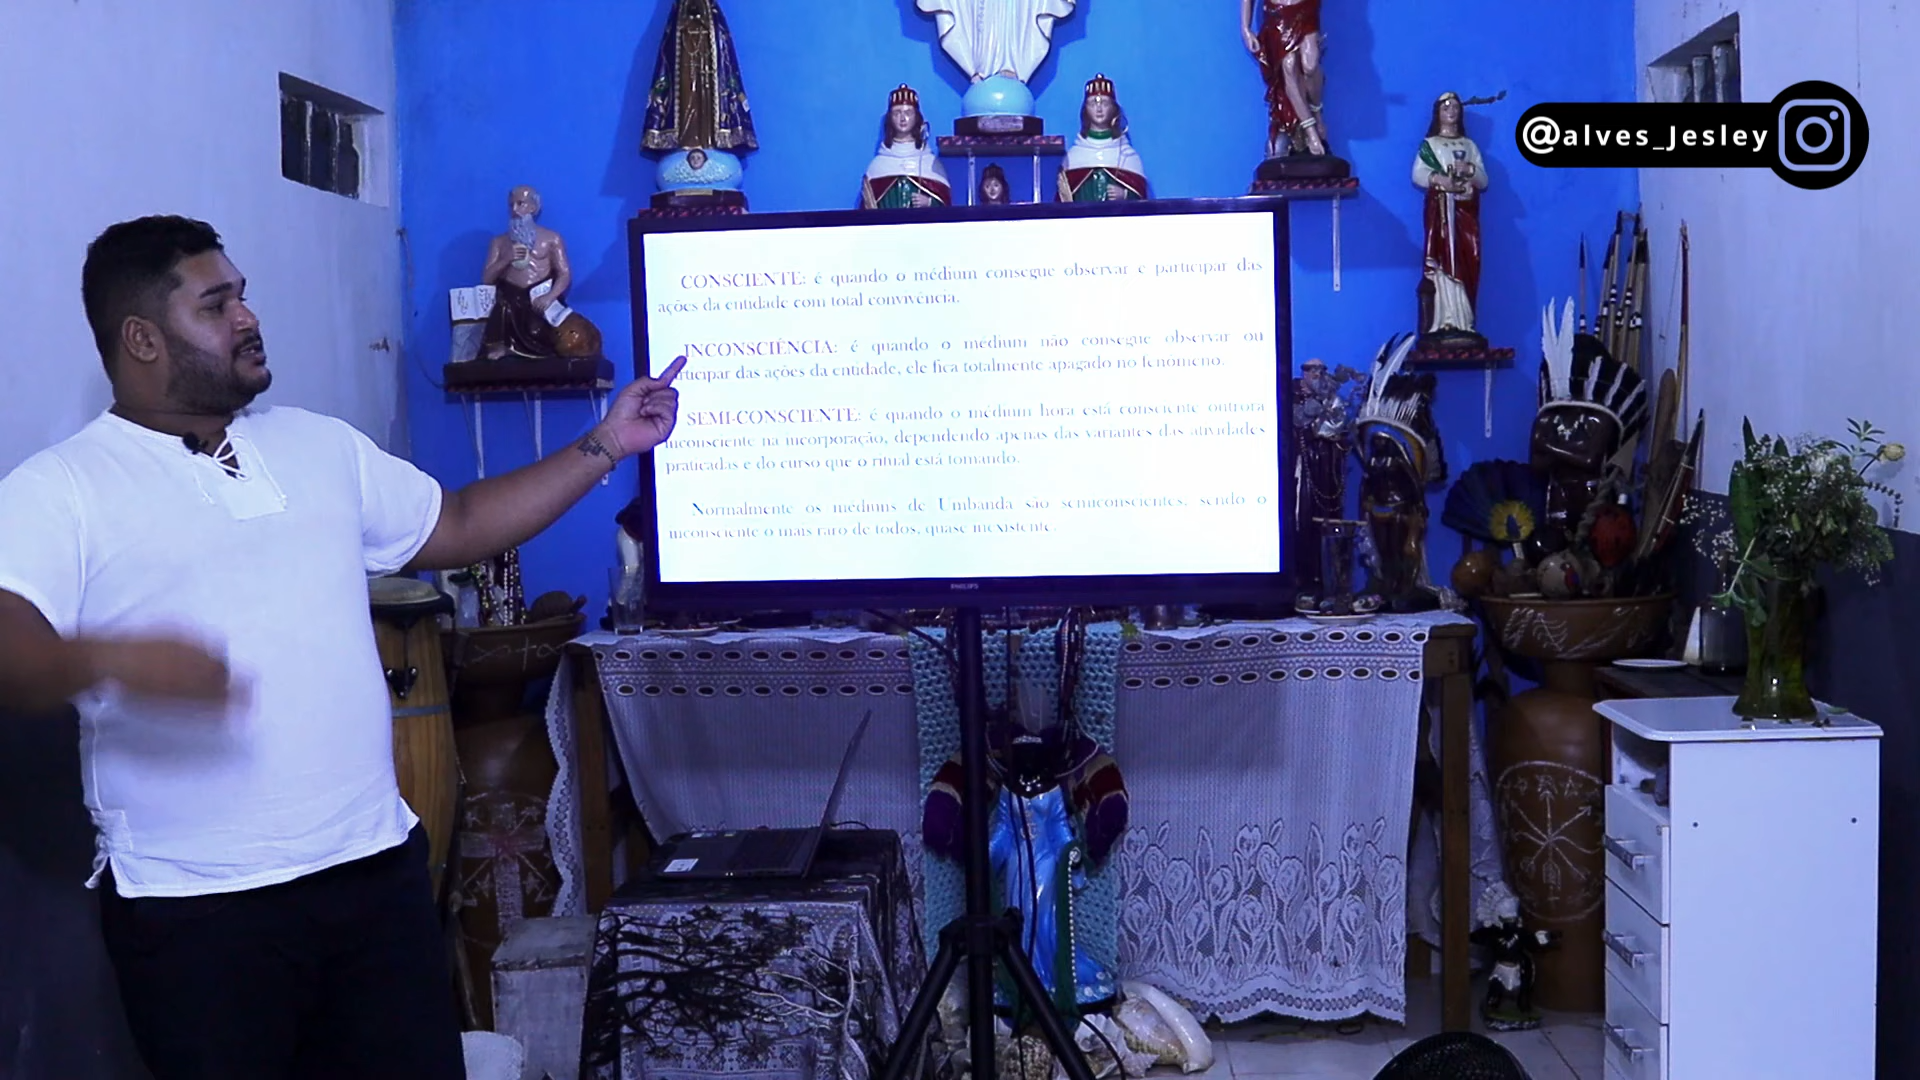 @alves_Jesley
CONSCIENTE: é quando o médium consegue observar e participar das
ações da entidade com total convivência.
INCONSCIÊNCIA: é quando o médium não consegue observar ou
articipar das ações da entidade, ele fica totalmente apagado no fenômeno.
SEMI-CONSCIENTE: é quando o médium hora está consciente outrora
inconsciente na incorporação, dependendo apenas das variantes das atividades
praticadas e do curso que o ritual está tomando.
Normalmente os médiuns de Umbanda são semiconscientes, sendo o
inconsciente o mais raro de todos, quase inexistente.
PHILIPS